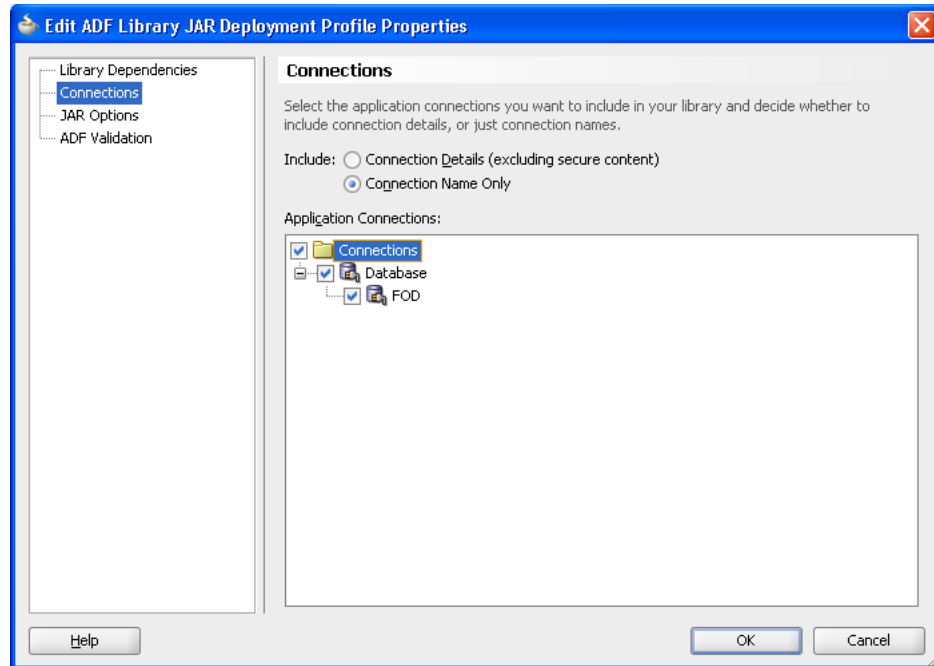 Edit ADF Library JAR Deployment Profile Properties
Library Dependencies
Connections
JAR Options
ADF Validation
Connections
Select the application connections you want to include in your library and decide whether to
include connection details, or just connection names.
Include: Connection Details (excluding secure content)
Connection Name Only
Application Connections:
Connections
Database
FOD
Help
OK
Cancel